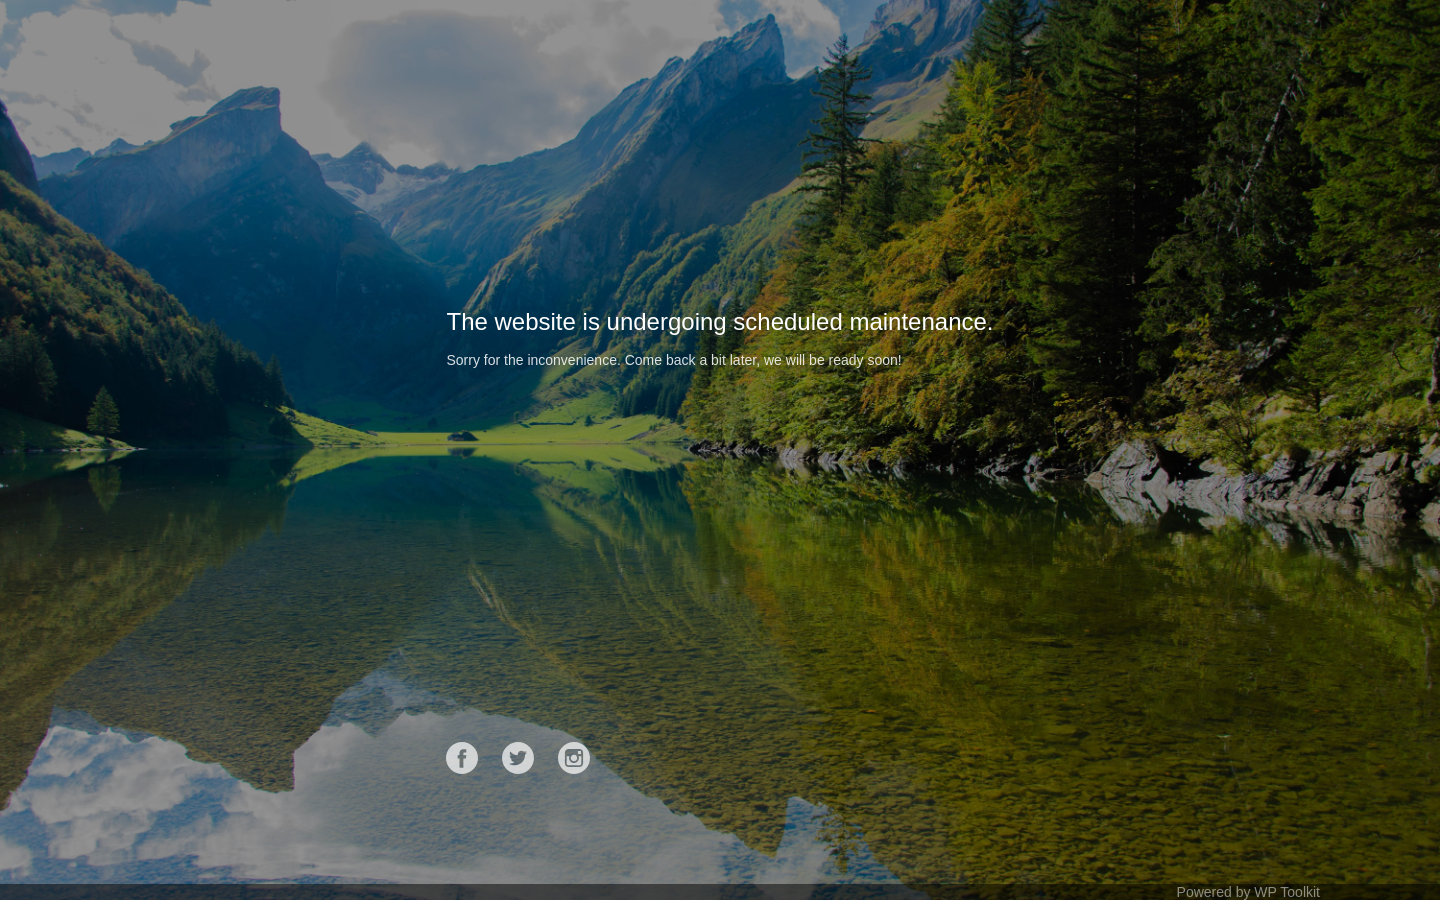 The website is undergoing scheduled maintenance.
Sorry for the inconvenience. Come back a bit later, we will be ready soon!
Powered by WP Toolkit